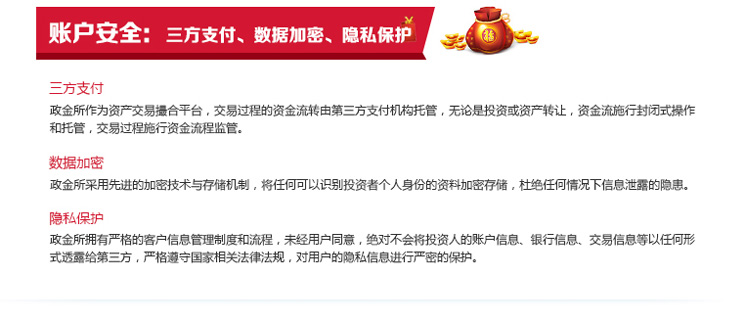 账户安全：三方支付、数据加密、隐私保护
福
三方支付
政金所作为资产交易撮合平台，交易过程的资金流转由第三方支付机构托管，无论是投资或资产转让，资金流施行封闭式操作
和托管，交易过程施行资金流程监管。
数据加密
政金所采用先进的加密技术与存储机制，将任何可以识别投资者个人身份的资料加密存储，杜绝任何情况下信息泄露的隐患。
隐私保护
政金所拥有严格的客户信息管理制度和流程，未经用户同意，绝对不会将投资人的账户信息、银行信息、交易信息等以任何形
式透露给第三方，严格遵守国家相关法律法规，对用户的隐私信息进行严密的保护。